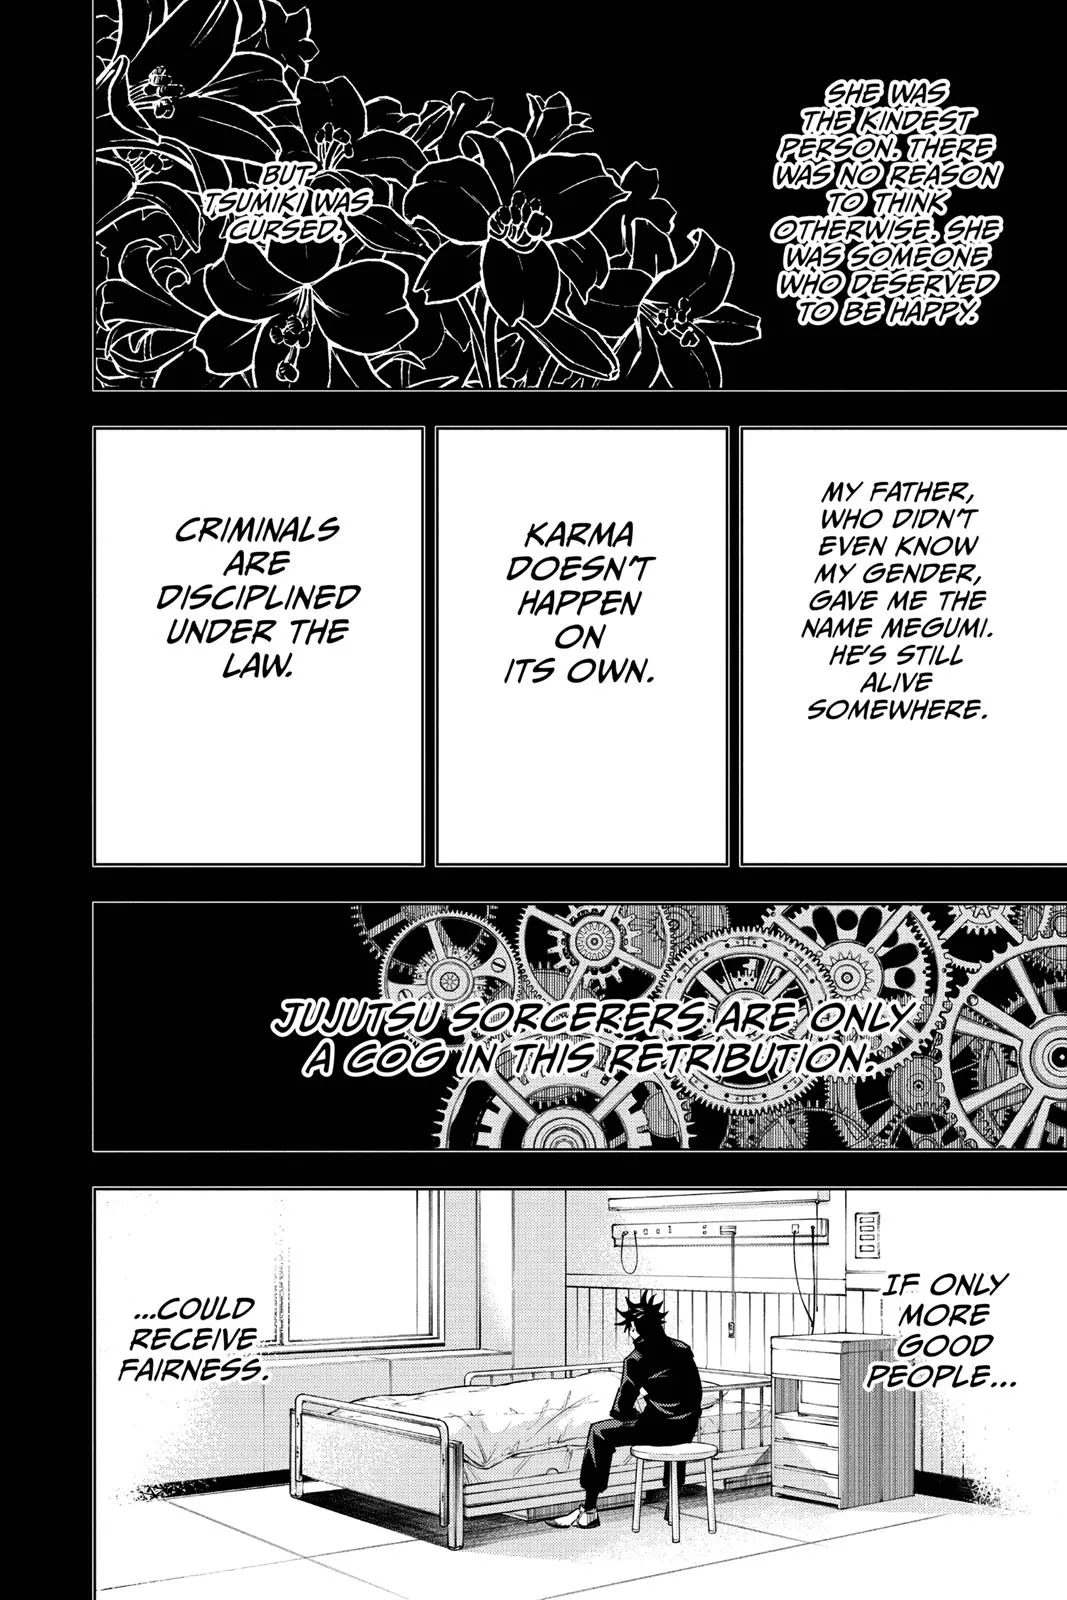 SHE WAS
THE KINDEST
PERSON. THERE
WAS NO REASON
TO THINK
OTHERWISE. SHE
WAS SOMEONE
WHO DESERVED
TO BE HAPPY.
BUT
TSUMIKI WAS
CURSED.
MY FATHER,
WHO DIDN'T
EVEN KNOW
MY GENDER,
GAVE ME THE
NAME MEGUMI.
HE'S STILL
ALIVE
SOMEWHERE.
KARMA
DOESN'T
HAPPEN
ON
ITS OWN.
CRIMINALS
ARE
DISCIPLINED
UNDER THE
LAW.
JUJUTSU SORCERERS ARE ONLY
A COG IN THIS RETRIBUTION.
IF ONLY
MORE
GOOD
PEOPLE...
...COULD
RECEIVE
FAIRNESS.